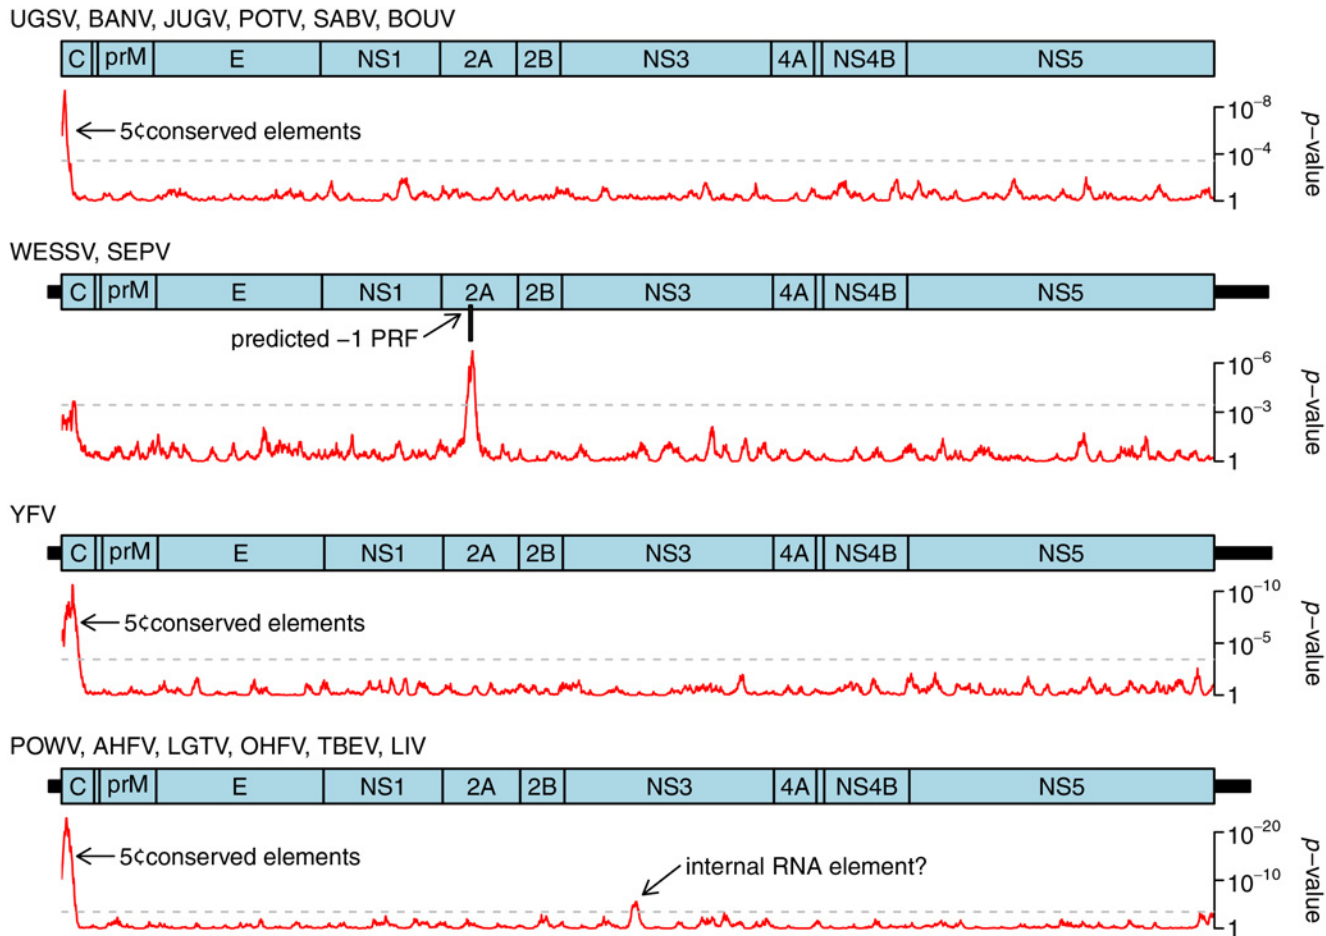 UGSV, BANV, JUGV, POTV, SABV, BOUV
C prM E NS1 2A 2B NS3 4A NS4B NS5
5¢conserved elements
10-8
10-4
1
p-value
WESSV, SEPV
C prM E NS1 2A 2B NS3 4A NS4B NS5
predicted -1 PRF
10-6
10-3
1
p-value
YFV
C prM E NS1 2A 2B NS3 4A NS4B NS5
5¢conserved elements
10-10
10-5
1
p-value
POWV, AHFV, LGTV, OHFV, TBEV, LIV
C prM E NS1 2A 2B NS3 4A NS4B NS5
5¢conserved elements
internal RNA element?
10-20
10-10
1
p-value